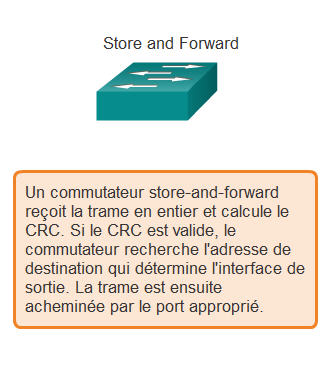 Store and Forward
Un commutateur store-and-forward
reçoit la trame en entier et calcule le
CRC. Si le CRC est valide, le
commutateur recherche l'adresse de
destination qui détermine l'interface de
sortie. La trame est ensuite
acheminée par le port approprié.